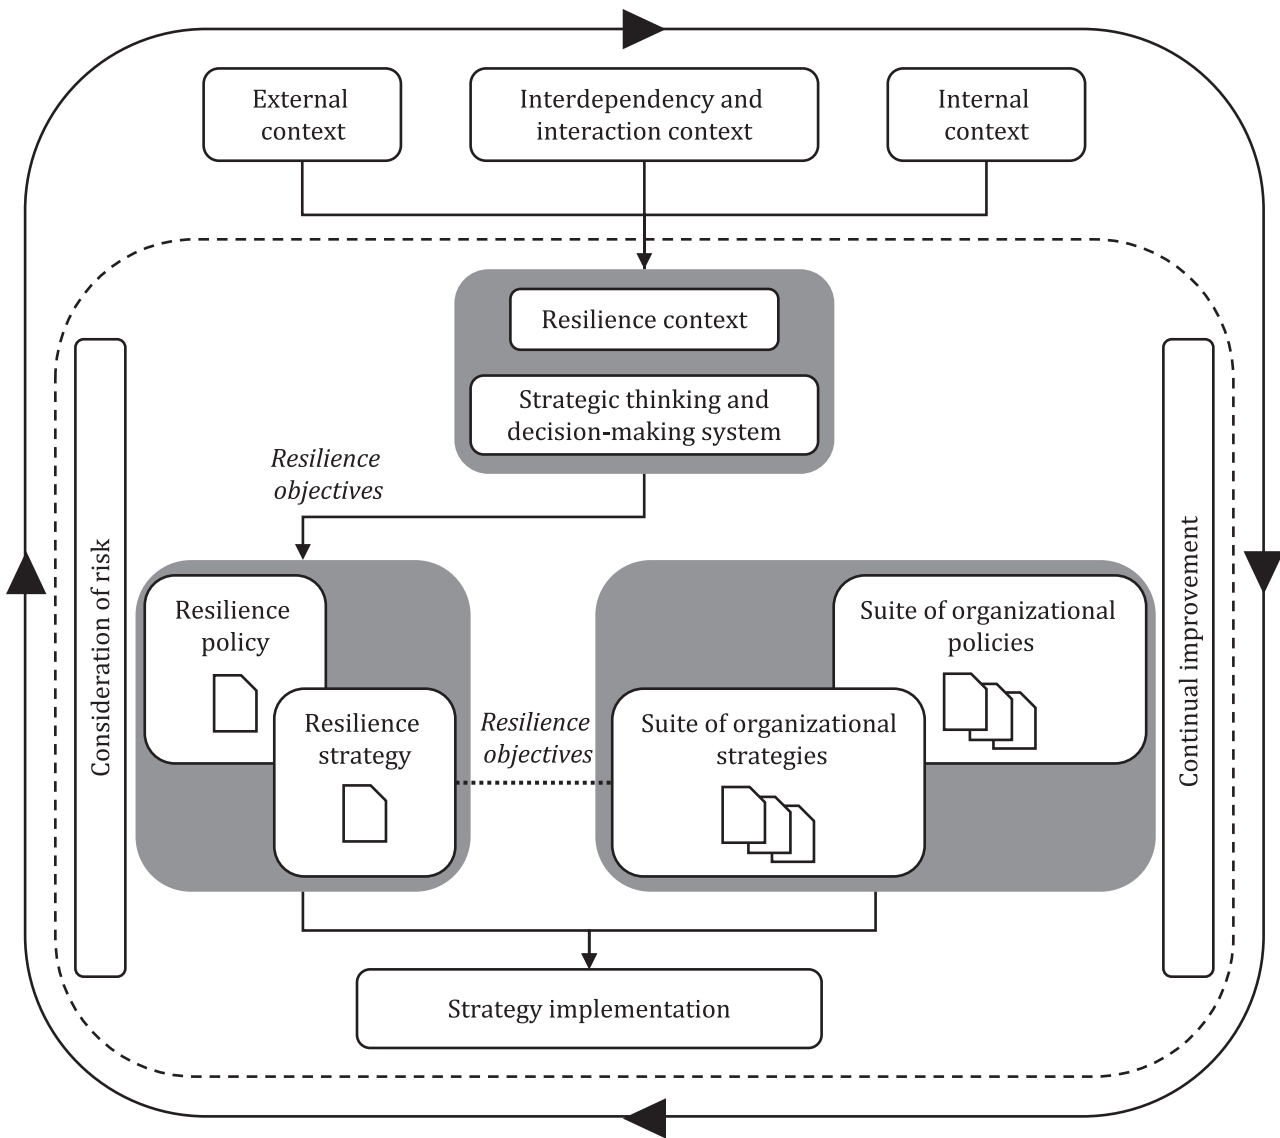 External
context
Interdependency and
interaction context
Internal
context
Resilience context
Strategic thinking and
decision-making system
Resilience
objectives
Consideration of risk
Resilience
policy
Resilience
strategy
Resilience
objectives
Suite of organizational
policies
Suite of organizational
strategies
Continual improvement
Strategy implementation